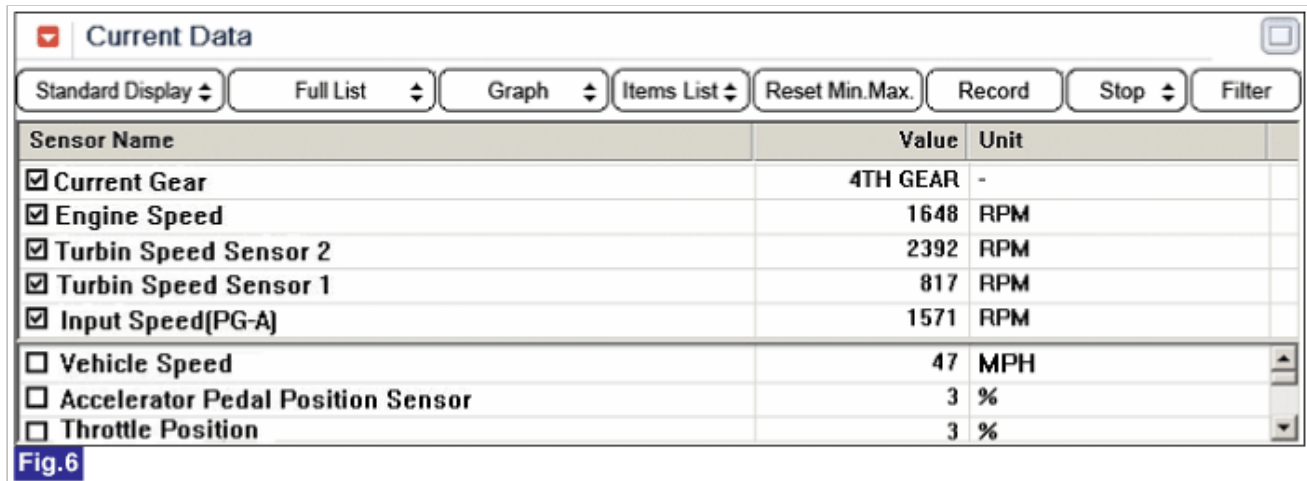 Current Data
Standard Display Full List Graph Items List Reset Min.Max. Record Stop Filter
Sensor Name Value Unit
Current Gear 4TH GEAR -
Engine Speed 1648 RPM
Turbin Speed Sensor 2 2392 RPM
Turbin Speed Sensor 1 817 RPM
Input Speed(PG-A) 1571 RPM
Vehicle Speed 47 MPH
Accelerator Pedal Position Sensor 3 %
Throttle Position 3 %
Fig.6